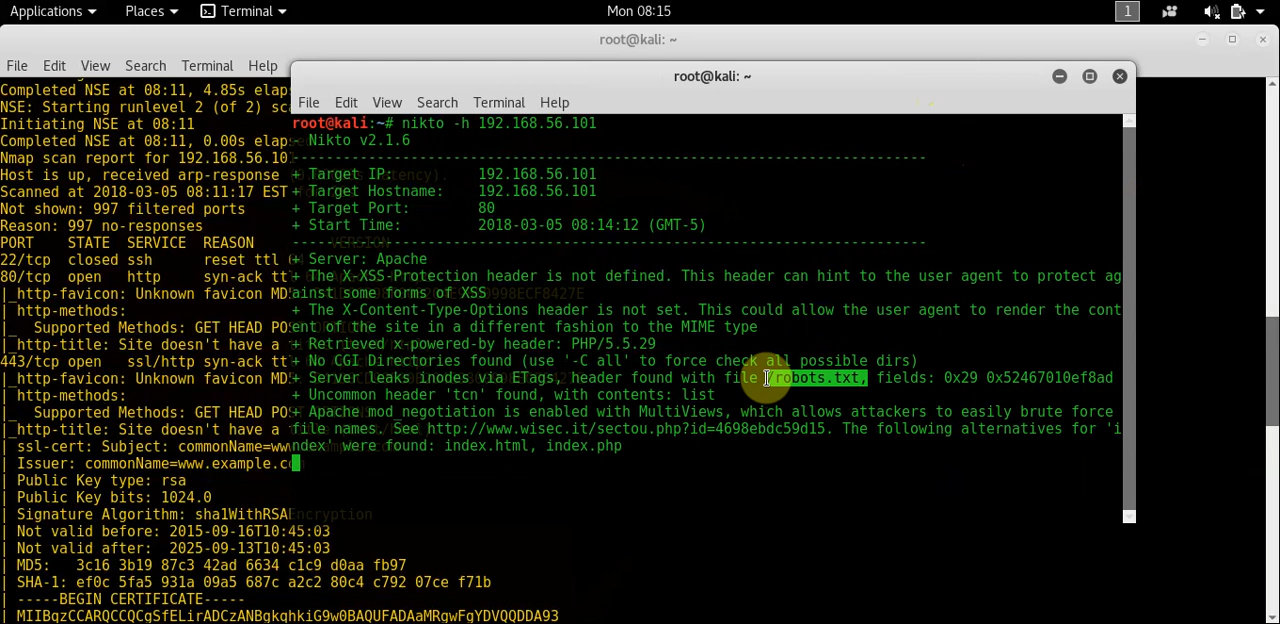 Applications Places Terminal Mon 08:15 1
root@kali: ~
File Edit View Search Terminal Help
Completed NSE at 08:11, 4.85s elap
NSE: Starting runlevel 2 (of 2) sc
Initiating NSE at 08:11
Completed NSE at 08:11, 0.00s elap
Nmap scan report for 192.168.56.10
Host is up, received arp-response
Scanned at 2018-03-05 08:11:17 EST
Not shown: 997 filtered ports
Reason: 997 no-responses
PORT STATE SERVICE REASON VERSION
22/tcp closed ssh reset ttl
80/tcp open http syn-ack tt
|_http-favicon: Unknown favicon MD
| http-methods:
|_ Supported Methods: GET HEAD PO
|_http-title: Site doesn't have a
443/tcp open ssl/http syn-ack tt
|_http-favicon: Unknown favicon MD
| http-methods:
|_ Supported Methods: GET HEAD PO
|_http-title: Site doesn't have a
| ssl-cert: Subject: commonName=ww
| Issuer: commonName=www.example.co
| Public Key type: rsa
| Public Key bits: 1024.0
| Signature Algorithm: sha1WithRSAEncryption
| Not valid before: 2015-09-16T10:45:03
| Not valid after:  2025-09-13T10:45:03
| MD5:   3c16 3b19 87c3 42ad 6634 c1c9 d0aa fb97
| SHA-1: ef0c 5fa5 931a 09a5 687c a2c2 80c4 c792 07ce f71b
| -----BEGIN CERTIFICATE-----
root@kali: ~
File Edit View Search Terminal Help
root@kali:~# nikto -h 192.168.56.101
- Nikto v2.1.6
---------------------------------------------------------------------------
+ Target IP:          192.168.56.101
+ Target Hostname:    192.168.56.101
+ Target Port:        80
+ Start Time:         2018-03-05 08:14:12 (GMT-5)
---------------------------------------------------------------------------
+ Server: Apache
+ The X-XSS-Protection header is not defined. This header can hint to the user agent to protect ag
ainst some forms of XSS
+ The X-Content-Type-Options header is not set. This could allow the user agent to render the cont
ent of the site in a different fashion to the MIME type
+ Retrieved x-powered-by header: PHP/5.5.29
+ No CGI Directories found (use '-C all' to force check all possible dirs)
+ Server leaks inodes via ETags, header found with file /robots.txt, fields: 0x29 0x52467010ef8ad
+ Uncommon header 'tcn' found, with contents: list
+ Apache mod_negotiation is enabled with MultiViews, which allows attackers to easily brute force
file names. See http://www.wisec.it/sectou.php?id=4698ebdc59d15. The following alternatives for 'i
ndex' were found: index.html, index.php